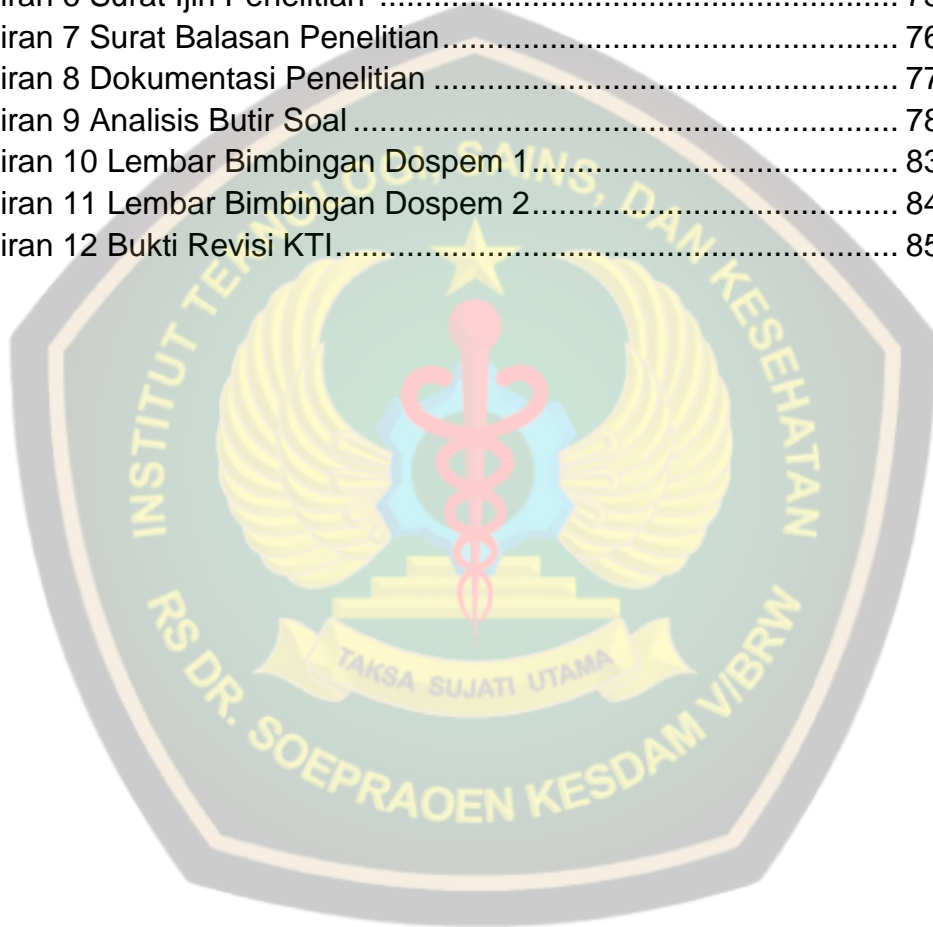 iran 7 Surat Balasan Penelitian........................................................ 76
iran 8 Dokumentasi Penelitian ........................................................ 77
iran 9 Analisis Butir Soal ........................................................ 78
iran 10 Lembar Bimbingan Dospem 1........................................................ 83
iran 11 Lembar Bimbingan Dospem 2........................................................ 84
iran 12 Bukti Revisi KTI........................................................ 85
INSTITUT TEKNOLOGI, SAINS, DAN KESEHATAN
TAKSA SUJATI UTAMA
RS DR. SOEPRAOEN KESDAM V/BRW